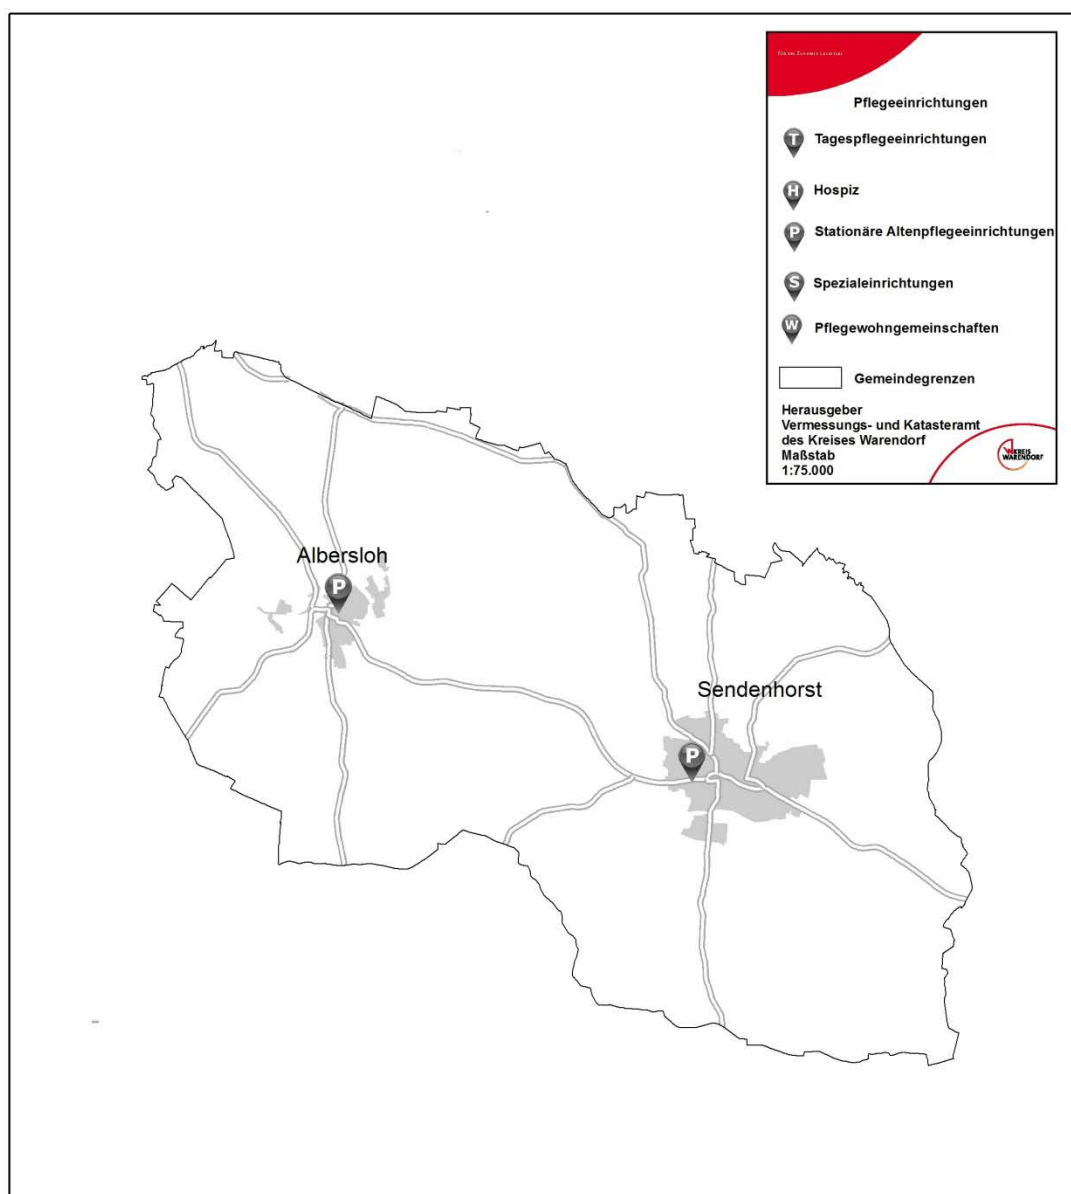 Pflegeeinrichtungen
T Tagespflegeeinrichtungen
H Hospiz
P Stationäre Altenpflegeeinrichtungen
S Spezialeinrichtungen
W Pflegewohngemeinschaften
Gemeindegrenzen
Herausgeber
Vermessungs- und Katasteramt
des Kreises Warendorf
Maßstab
1:75.000
KREIS
WARENDORF
Albersloh
P
Sendenhorst
P